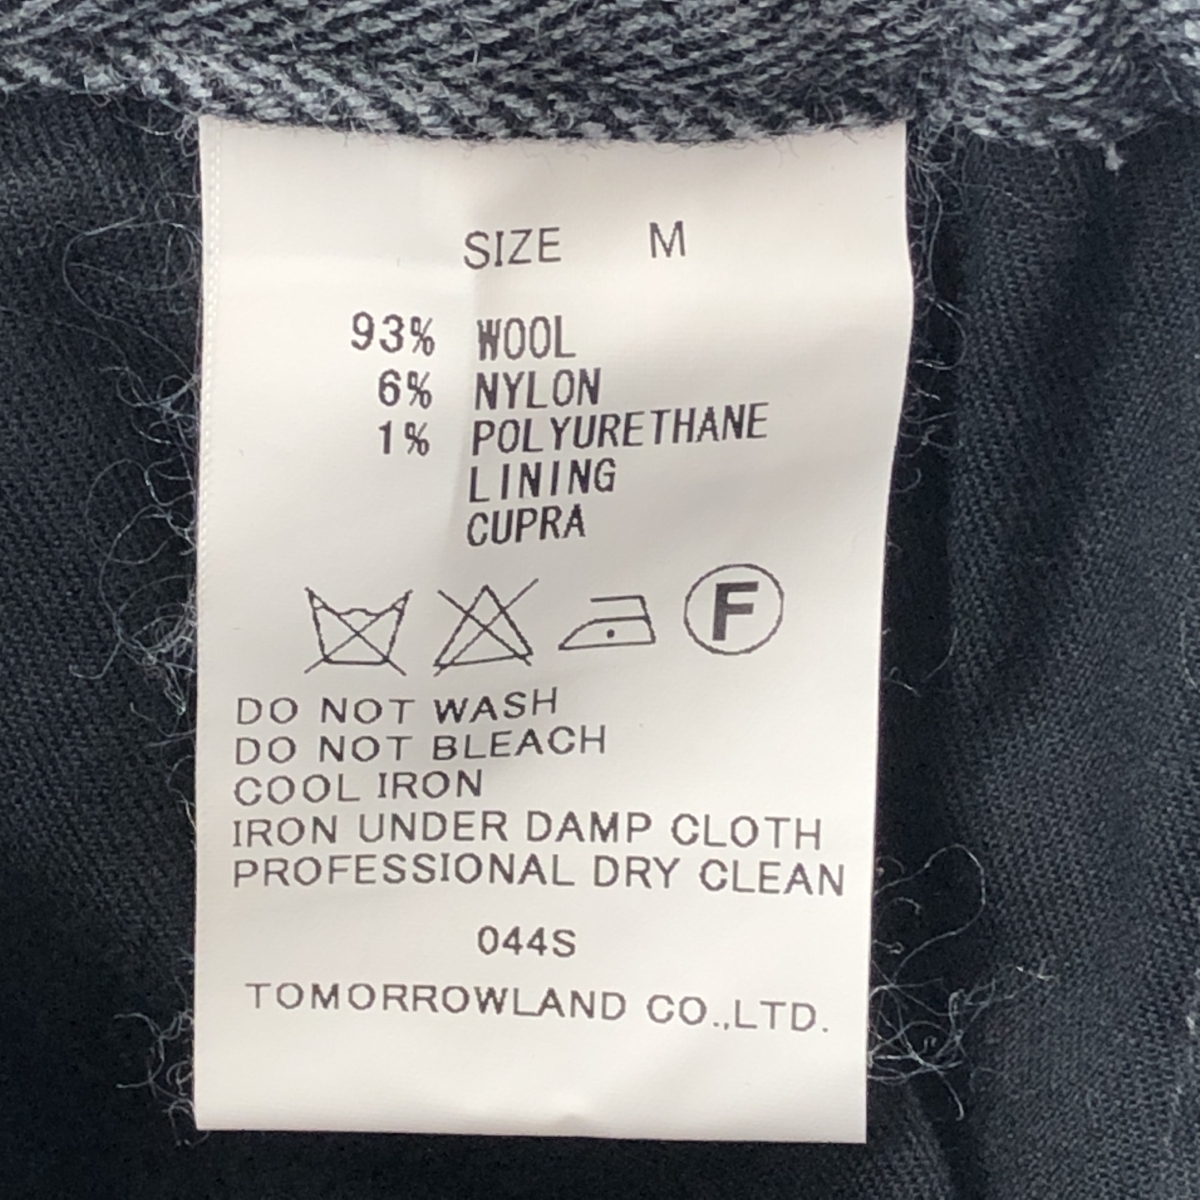 SIZE M
93% WOOL
6% NYLON
1% POLYURETHANE
LINING
CUPRA
F
DO NOT WASH
DO NOT BLEACH
COOL IRON
IRON UNDER DAMP CLOTH
PROFESSIONAL DRY CLEAN
044S
TOMORROWLAND CO.,LTD.